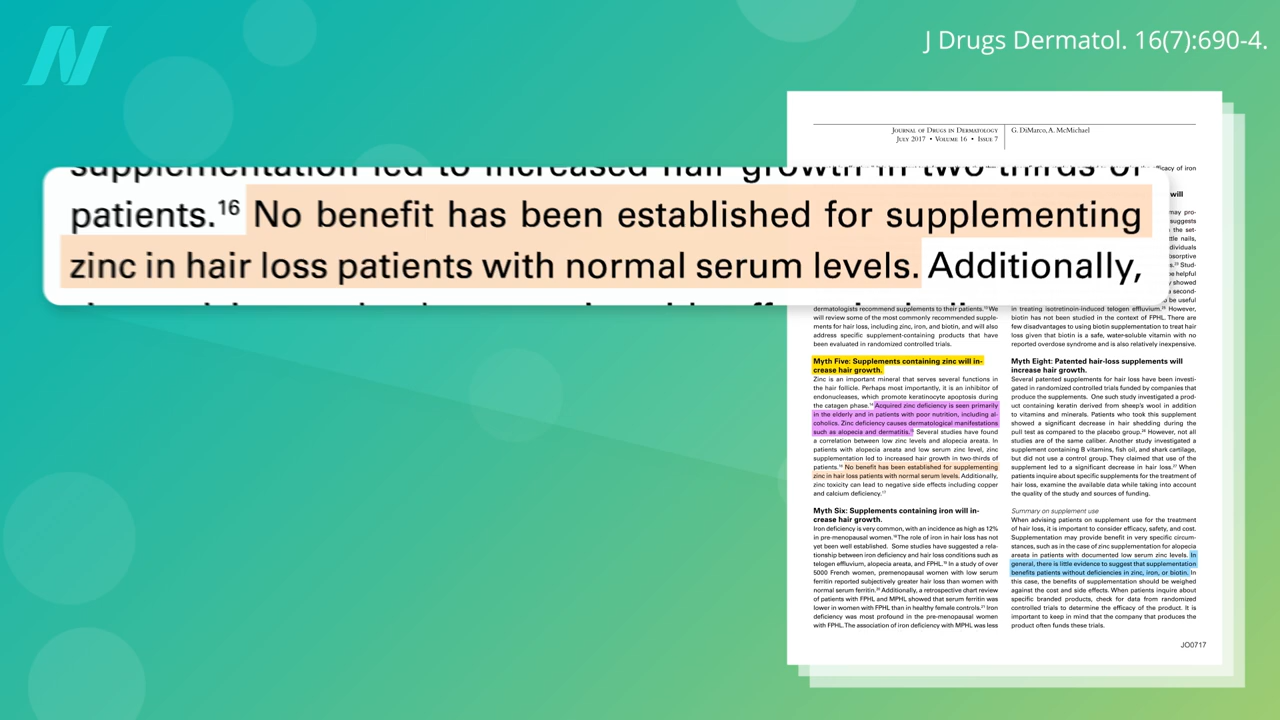 J Drugs Dermatol. 16(7):690-4.
JOURNAL OF DRUGS IN DERMATOLOGY
JULY 2017 • VOLUME 16 • ISSUE 7
G. DiMarco, A. McMichael
supplementation led to increased hair growth in two-thirds of
patients.16 No benefit has been established for supplementing
zinc in hair loss patients with normal serum levels. Additionally,
dermatologists recommend supplements to their patients.13 We
will review some of the most commonly recommended supple-
ments for hair loss, including zinc, iron, and biotin, and will also
address specific supplement-containing products that have
been evaluated in randomized controlled trials.
Myth Five: Supplements containing zinc will in-
crease hair growth.
Zinc is an important mineral that serves several functions in
the hair follicle. Perhaps most importantly, it is an inhibitor of
endonucleases, which promote keratinocyte apoptosis during
the catagen phase.14 Acquired zinc deficiency is seen primarily
in the elderly and in patients with poor nutrition, including al-
coholics. Zinc deficiency causes dermatological manifestations
such as alopecia and dermatitis. Several studies have found
a correlation between low zinc levels and alopecia areata. In
patients with alopecia areata and low serum zinc level, zinc
supplementation led to increased hair growth in two-thirds of
patients.16 No benefit has been established for supplementing
zinc in hair loss patients with normal serum levels. Additionally,
zinc toxicity can lead to negative side effects including copper
and calcium deficiency.17
Myth Six: Supplements containing iron will in-
crease hair growth.
Iron deficiency is very common, with an incidence as high as 12%
in pre-menopausal women.18 The role of iron in hair loss has not
yet been well established. Some studies have suggested a rela-
tionship between iron deficiency and hair loss conditions such as
telogen effluvium, alopecia areata, and FPHL.19 In a study of over
5000 French women, premenopausal women with low serum
ferritin reported subjectively greater hair loss than women with
normal serum ferritin.20 Additionally, a retrospective chart review
of patients with FPHL and MPHL showed that serum ferritin was
lower in women with FPHL than in healthy female controls.21 Iron
deficiency was most profound in the pre-menopausal women
with FPHL. The association of iron deficiency with MPHL was less
efficacy of iron
will
may pro-
suggests
the set-
tle nails,
dividuals
bsorptive
Stud-
be helpful
y showed
a second-
be useful
in treating isotretinoin-induced telogen effluvium. However,
biotin has not been studied in the context of FPHL. There are
few disadvantages to using biotin supplementation to treat hair
loss given that biotin is a safe, water-soluble vitamin with no
reported overdose syndrome and is also relatively inexpensive.
Myth Eight: Patented hair-loss supplements will
increase hair growth.
Several patented supplements for hair loss have been investi-
gated in randomized controlled trials funded by companies that
produce the supplements. One such study investigated a prod-
uct containing keratin derived from sheep's wool in addition
to vitamins and minerals. Patients who took this supplement
showed a significant decrease in hair shedding during the
pull test as compared to the placebo group.26 However, not all
studies are of the same caliber. Another study investigated a
supplement containing B vitamins, fish oil, and shark cartilage,
but did not use a control group. They claimed that use of the
supplement led to a significant decrease in hair loss.27 When
patients inquire about specific supplements for the treatment of
hair loss, examine the available data while taking into account
the quality of the study and sources of funding.
Summary on supplement use
When advising patients on supplement use for the treatment
of hair loss, it is important to consider efficacy, safety, and cost.
Supplementation may provide benefit in very specific circum-
stances, such as in the case of zinc supplementation for alopecia
areata in patients with documented low serum zinc levels. In
general, there is little evidence to suggest that supplementation
benefits patients without deficiencies in zinc, iron, or biotin. In
this case, the benefits of supplementation should be weighed
against the cost and side effects. When patients inquire about
specific branded products, check for data from randomized
controlled trials to determine the efficacy of the product. It is
important to keep in mind that the company that produces the
product often funds these trials.
JO0717